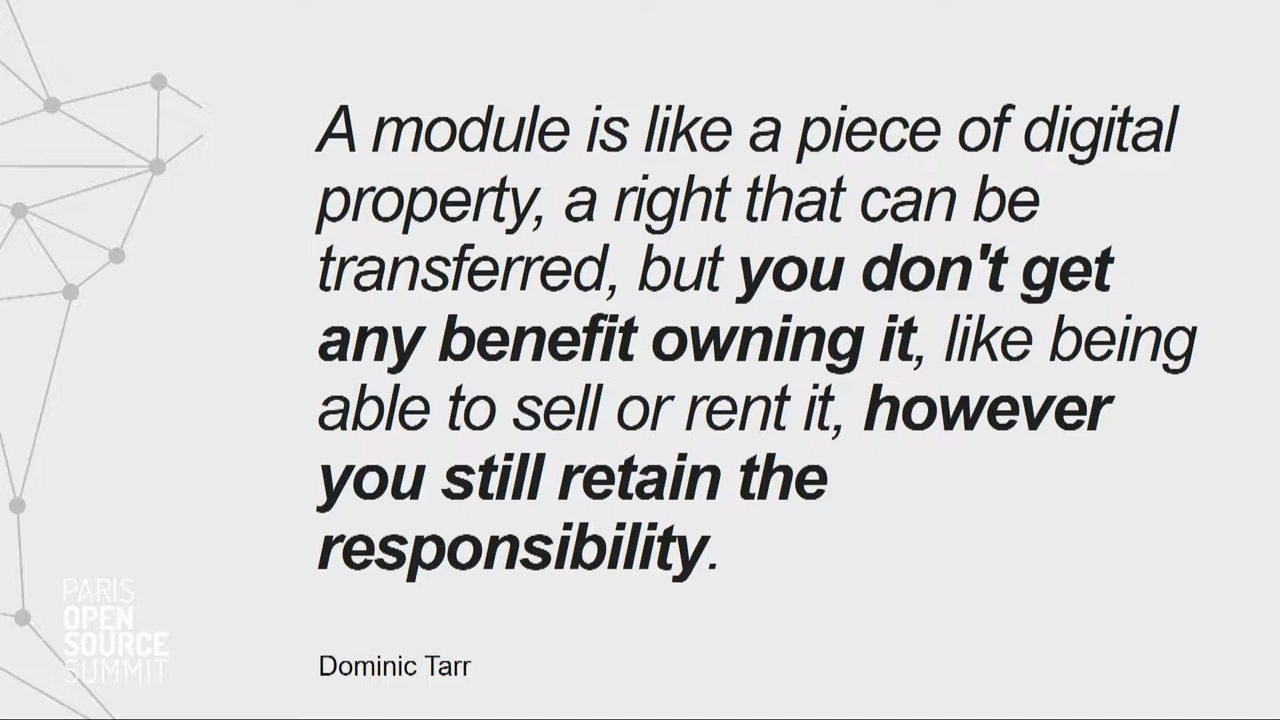 A module is like a piece of digital
property, a right that can be
transferred, but you don't get
any benefit owning it, like being
able to sell or rent it, however
you still retain the
responsibility.
Dominic Tarr
PARIS
OPEN
SOURCE
SUMMIT